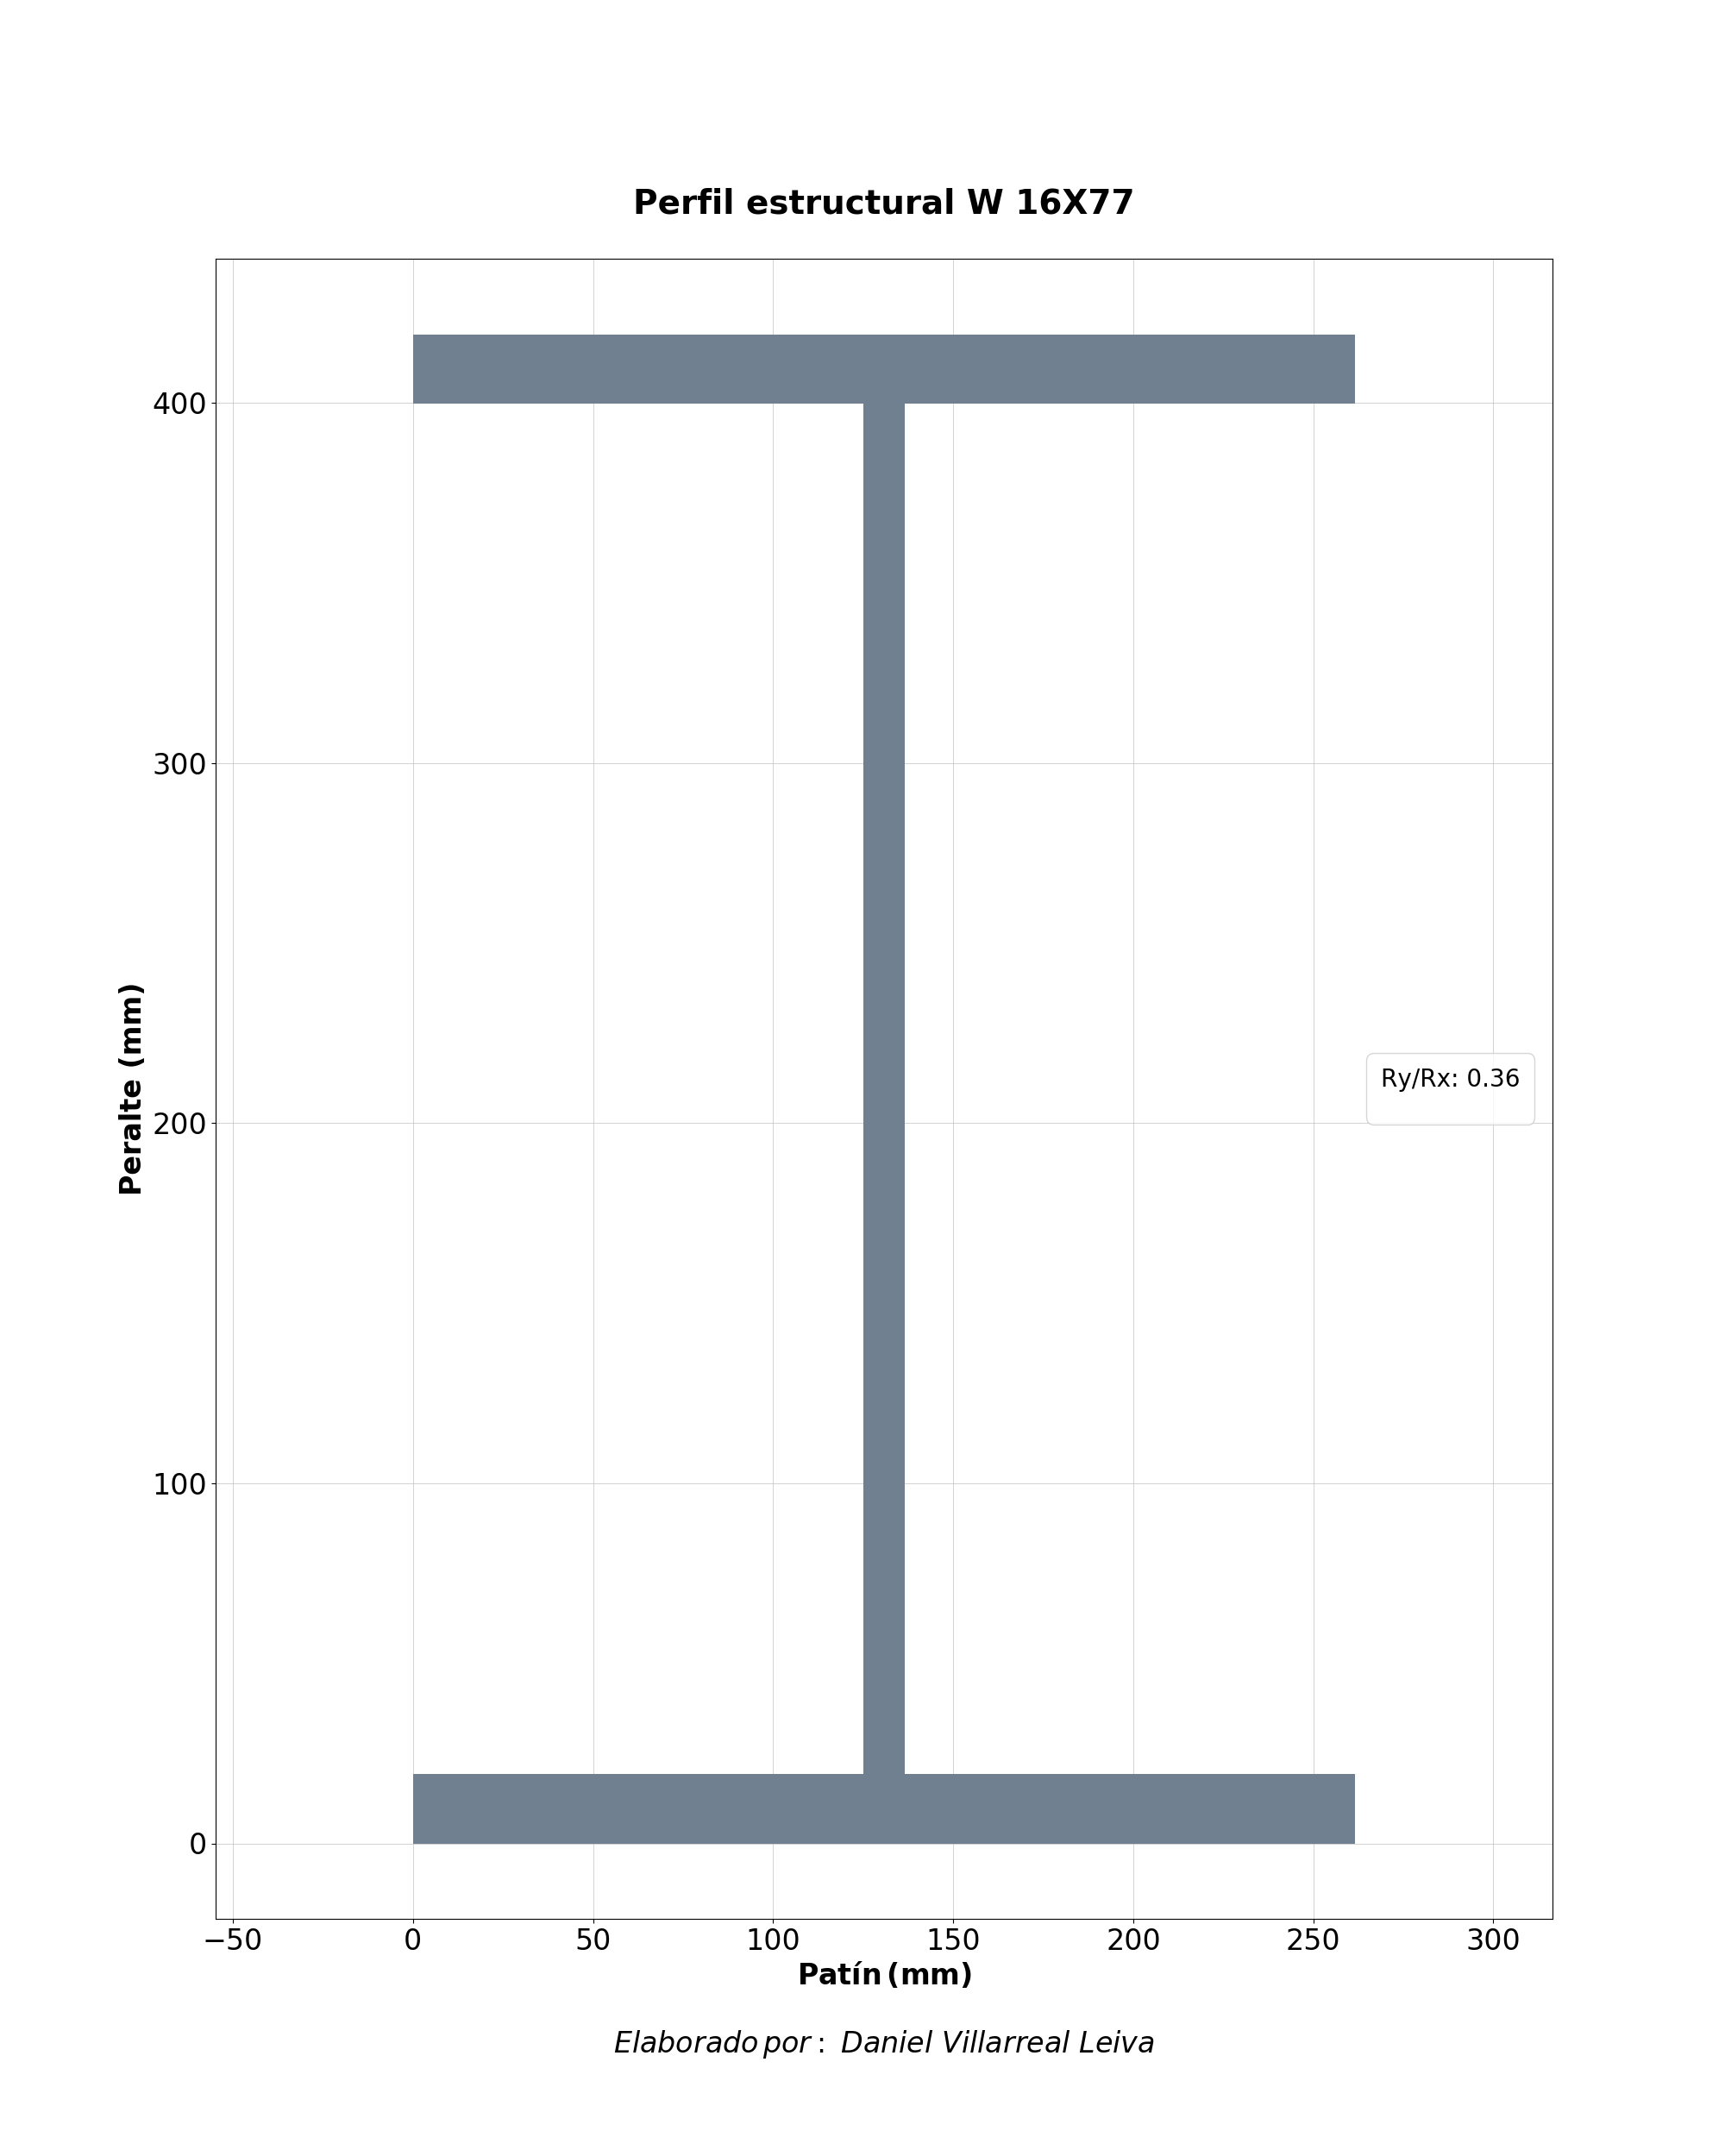 Perfil estructural W 16X77
Peralte (mm)
400
300
200
100
0
Ry/Rx: 0.36
−50 0 50 100 150 200 250 300
Patín (mm)
Elaborado por : Daniel Villarreal Leiva